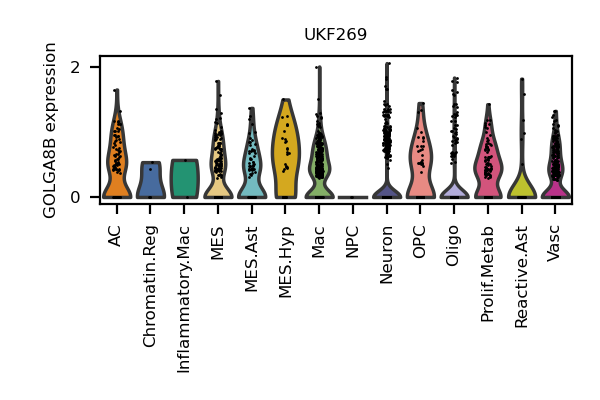 UKF269
GOLGA8B expression
2
0
AC
Chromatin.Reg
Inflammatory.Mac
MES
MES.Ast
MES.Hyp
Mac
NPC
Neuron
OPC
Oligo
Prolif.Metab
Reactive.Ast
Vasc